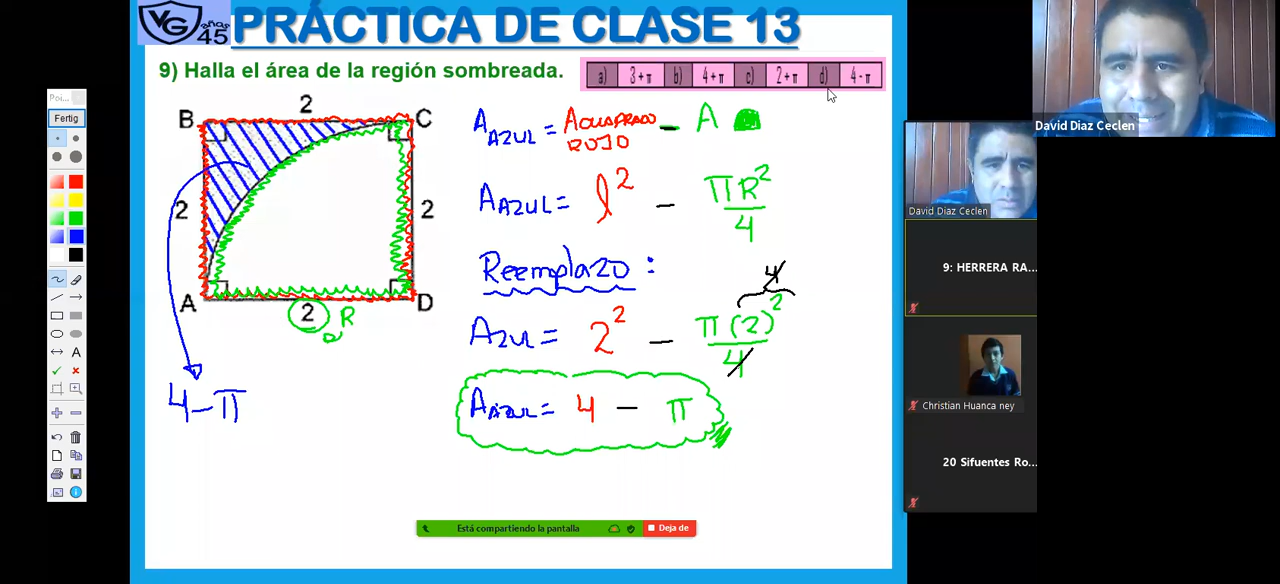 VG
años
45
PRÁCTICA DE CLASE 13
9) Halla el área de la región sombreada.
a) 3+π b) 4+π c) 2+π d) 4-π
Poi...
Fertig
A
B 2 C
2 2
A 2 R D
4-π
A AZUL = A CUADRADO ROJO - A
A AZUL = l² - πR²
4
Reemplazo:
4
AZUL = 2² - π(2)²
4
A AZUL = 4 - π
Está compartiendo la pantalla
Deja de
David Diaz Ceclen
David Diaz Ceclen
9: HERRERA RA...
Christian Huanca ney
20 Sifuentes Ro...